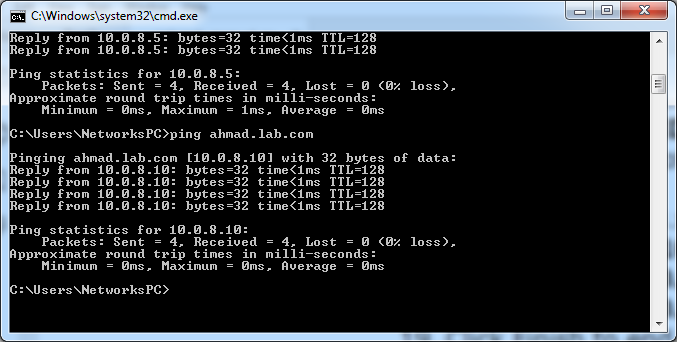 C:\Windows\system32\cmd.exe
Reply from 10.0.8.5: bytes=32 time<1ms TTL=128
Reply from 10.0.8.5: bytes=32 time<1ms TTL=128

Ping statistics for 10.0.8.5:
    Packets: Sent = 4, Received = 4, Lost = 0 (0% loss),
Approximate round trip times in milli-seconds:
    Minimum = 0ms, Maximum = 1ms, Average = 0ms

C:\Users\NetworksPC>ping ahmad.lab.com

Pinging ahmad.lab.com [10.0.8.10] with 32 bytes of data:
Reply from 10.0.8.10: bytes=32 time<1ms TTL=128
Reply from 10.0.8.10: bytes=32 time<1ms TTL=128
Reply from 10.0.8.10: bytes=32 time<1ms TTL=128
Reply from 10.0.8.10: bytes=32 time<1ms TTL=128

Ping statistics for 10.0.8.10:
    Packets: Sent = 4, Received = 4, Lost = 0 (0% loss),
Approximate round trip times in milli-seconds:
    Minimum = 0ms, Maximum = 0ms, Average = 0ms

C:\Users\NetworksPC>